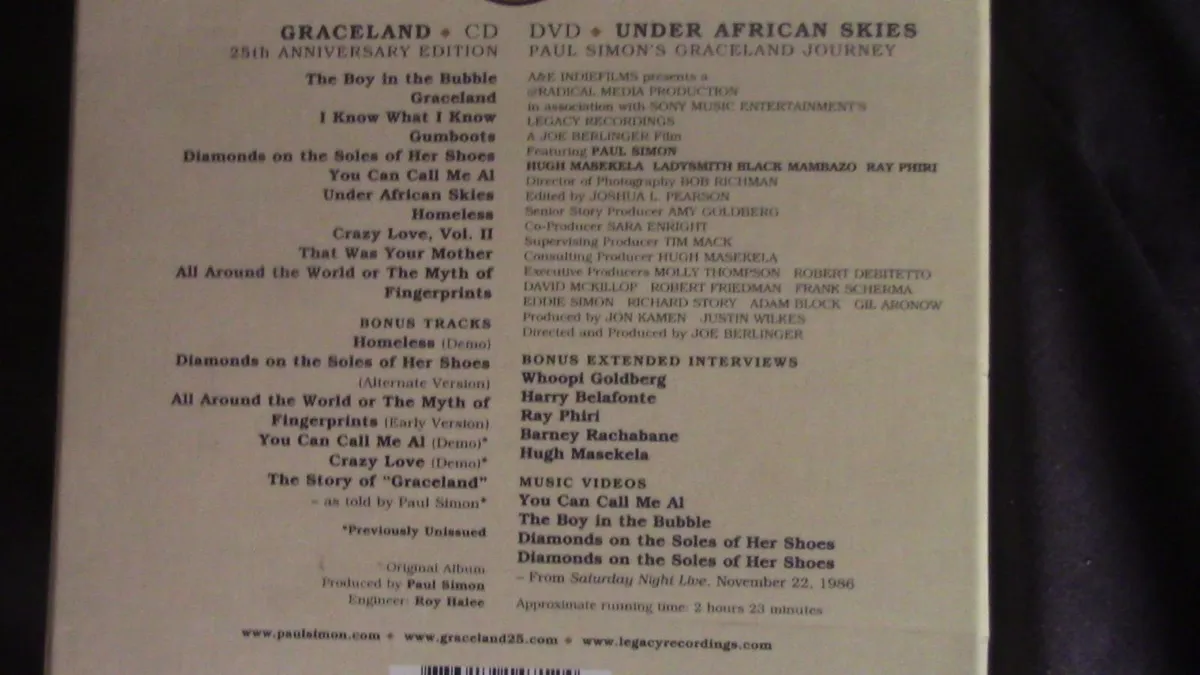 GRACELAND • CD
25th ANNIVERSARY EDITION
The Boy in the Bubble
Graceland
I Know What I Know
Gumboots
Diamonds on the Soles of Her Shoes
You Can Call Me Al
Under African Skies
Homeless
Crazy Love, Vol. II
That Was Your Mother
All Around the World or The Myth of
Fingerprints
BONUS TRACKS
Homeless (Demo)
Diamonds on the Soles of Her Shoes
(Alternate Version)
All Around the World or The Myth of
Fingerprints (Early Version)
You Can Call Me Al (Demo)*
Crazy Love (Demo)*
The Story of "Graceland"
– as told by Paul Simon*
*Previously Unissued
Original Album
Produced by Paul Simon
Engineer: Roy Halee
DVD • UNDER AFRICAN SKIES
PAUL SIMON'S GRACELAND JOURNEY
A&E INDIEFILMS presents a
@RADICAL MEDIA PRODUCTION
in association with SONY MUSIC ENTERTAINMENT'S
LEGACY RECORDINGS
A JOE BERLINGER Film
Featuring PAUL SIMON
HUGH MASEKELA LADYSMITH BLACK MAMBAZO RAY PHIRI
Director of Photography BOB RICHMAN
Edited by JOSHUA L. PEARSON
Senior Story Producer AMY GOLDBERG
Co-Producer SARA ENRIGHT
Supervising Producer TIM MACK
Consulting Producer HUGH MASEKELA
Executive Producers MOLLY THOMPSON ROBERT DEBITETTO
DAVID MCKILLOP ROBERT FRIEDMAN FRANK SCHERMA
EDDIE SIMON RICHARD STORY ADAM BLOCK GIL ARONOW
Produced by JON KAMEN JUSTIN WILKES
Directed and Produced by JOE BERLINGER
BONUS EXTENDED INTERVIEWS
Whoopi Goldberg
Harry Belafonte
Ray Phiri
Barney Rachabane
Hugh Masekela
MUSIC VIDEOS
You Can Call Me Al
The Boy in the Bubble
Diamonds on the Soles of Her Shoes
Diamonds on the Soles of Her Shoes
– From Saturday Night Live, November 22, 1986
Approximate running time: 2 hours 23 minutes
www.paulsimon.com • www.graceland25.com • www.legacyrecordings.com